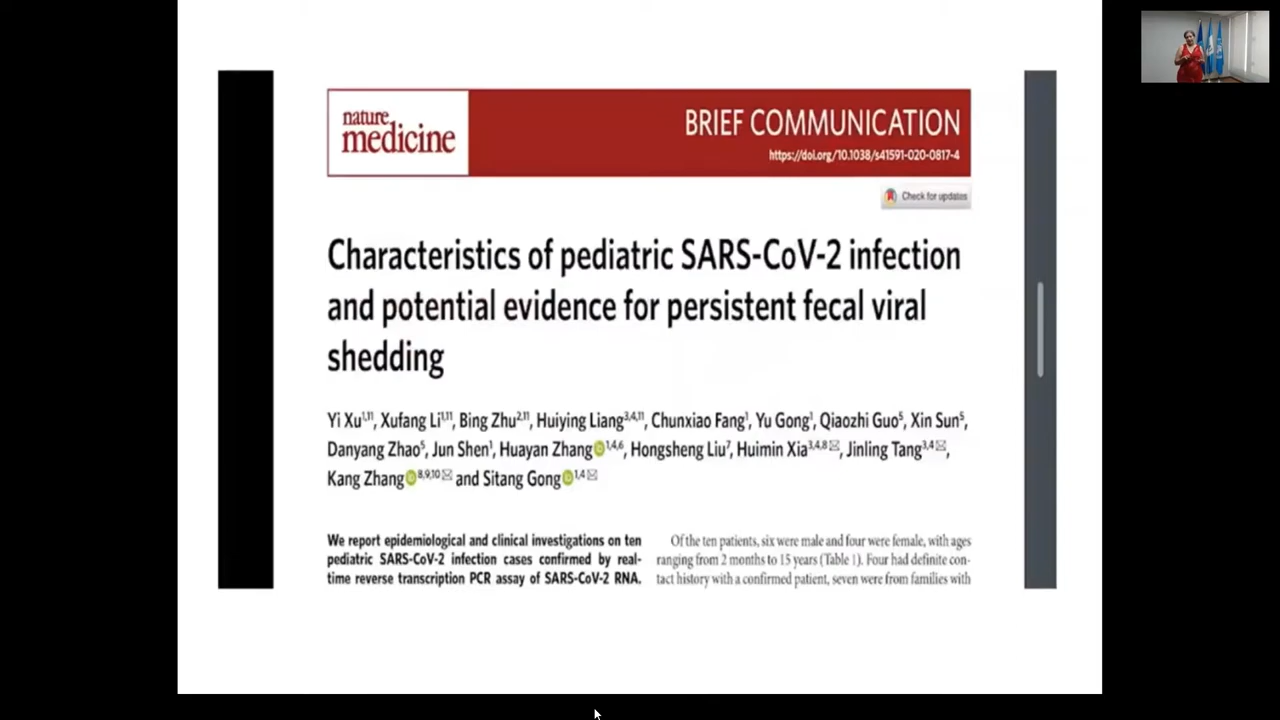 nature
medicine
BRIEF COMMUNICATION
https://doi.org/10.1038/s41591-020-0817-4
Check for updates
Characteristics of pediatric SARS-CoV-2 infection
and potential evidence for persistent fecal viral
shedding
Yi Xu1,11, Xufang Li1,11, Bing Zhu2,11, Huiying Liang3,4,11, Chunxiao Fang1, Yu Gong1, Qiaozhi Guo5, Xin Sun5,
Danyang Zhao5, Jun Shen1, Huayan Zhang 1,4,6, Hongsheng Liu7, Huimin Xia3,4,8✉, Jinling Tang3,4✉,
Kang Zhang 8,9,10✉ and Sitang Gong 1,4✉
We report epidemiological and clinical investigations on ten
pediatric SARS-CoV-2 infection cases confirmed by real-
time reverse transcription PCR assay of SARS-CoV-2 RNA.
Of the ten patients, six were male and four were female, with ages
ranging from 2 months to 15 years (Table 1). Four had definite con-
tact history with a confirmed patient, seven were from families with